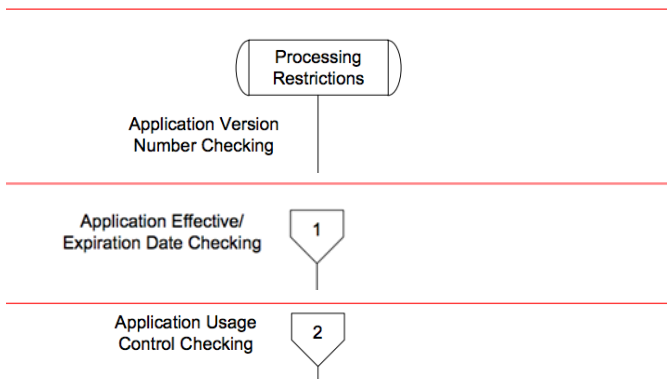 Processing
Restrictions
Application Version
Number Checking
Application Effective/
Expiration Date Checking
1
Application Usage
Control Checking
2